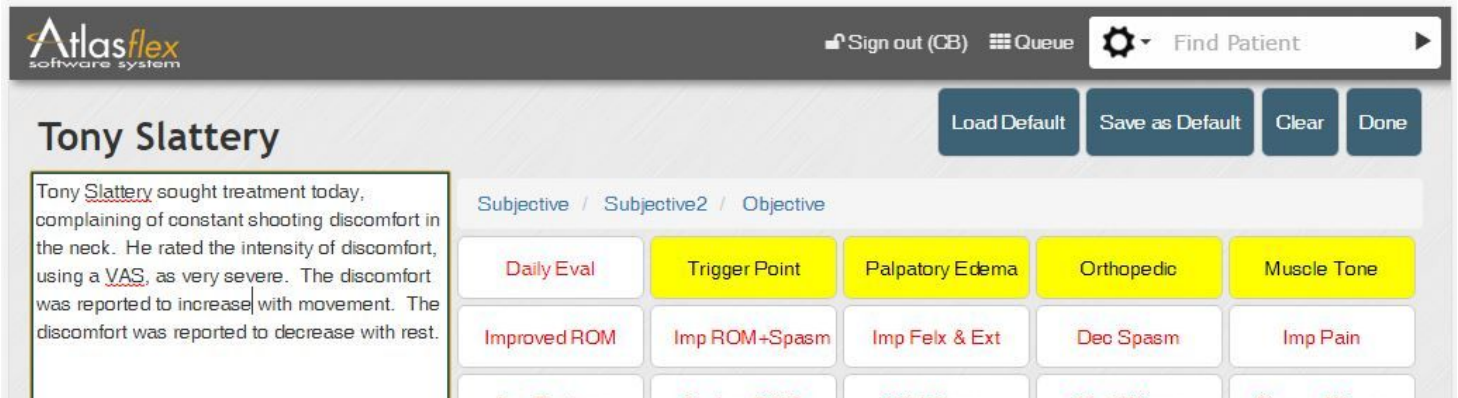 Atlasflex
software system
Sign out (CB) Queue Find Patient
Tony Slattery
Load Default Save as Default Clear Done
Tony Slattery sought treatment today,
complaining of constant shooting discomfort in
the neck. He rated the intensity of discomfort,
using a VAS, as very severe. The discomfort
was reported to increase with movement. The
discomfort was reported to decrease with rest.
Subjective / Subjective2 / Objective
Daily Eval Trigger Point Palpatory Edema Orthopedic Muscle Tone
Improved ROM Imp ROM+Spasm Imp Felx & Ext Dec Spasm Imp Pain